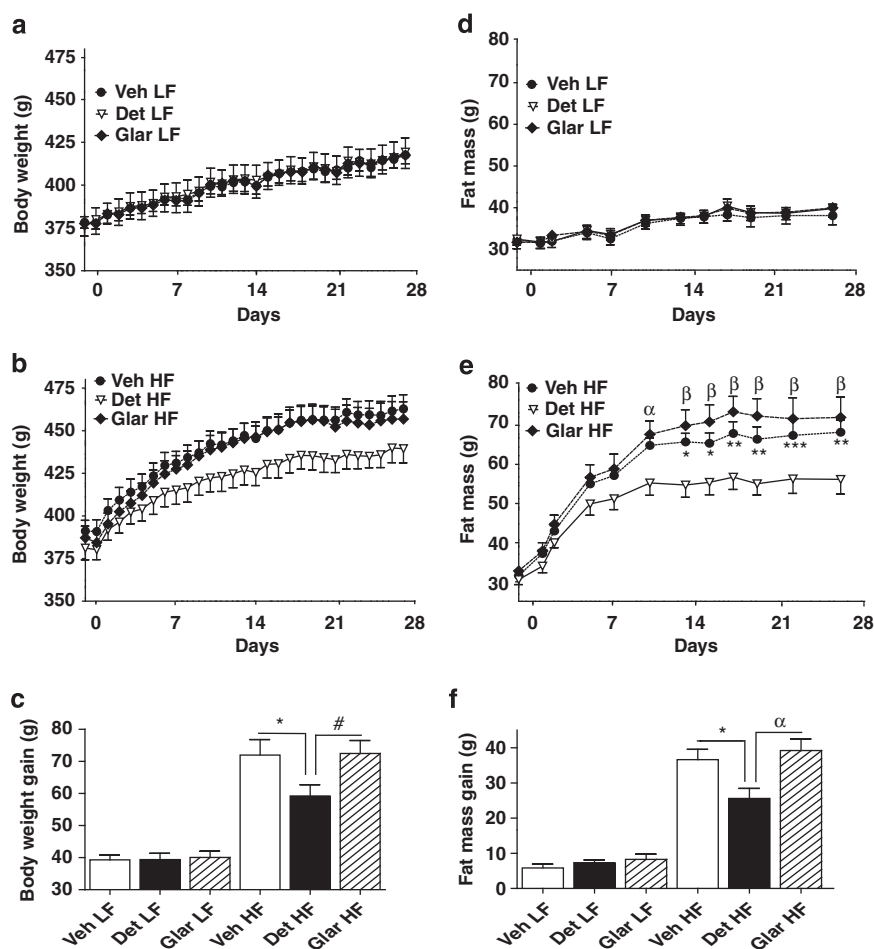 a
475
450
425
400
375
350
Body weight (g)
Veh LF
Det LF
Glar LF
0 7 14 21 28
Days
d
80
70
60
50
40
30
Fat mass (g)
Veh LF
Det LF
Glar LF
0 7 14 21 28
Days
b
475
450
425
400
375
350
Body weight (g)
Veh HF
Det HF
Glar HF
0 7 14 21 28
Days
e
80
70
60
50
40
30
Fat mass (g)
Veh HF
Det HF
Glar HF
α β β β β β β
* * ** ** *** **
0 7 14 21 28
Days
c
80
70
60
50
40
30
Body weight gain (g)
* #
Veh LF Det LF Glar LF Veh HF Det HF Glar HF
f
40
30
20
10
0
Fat mass gain (g)
* α
Veh LF Det LF Glar LF Veh HF Det HF Glar HF